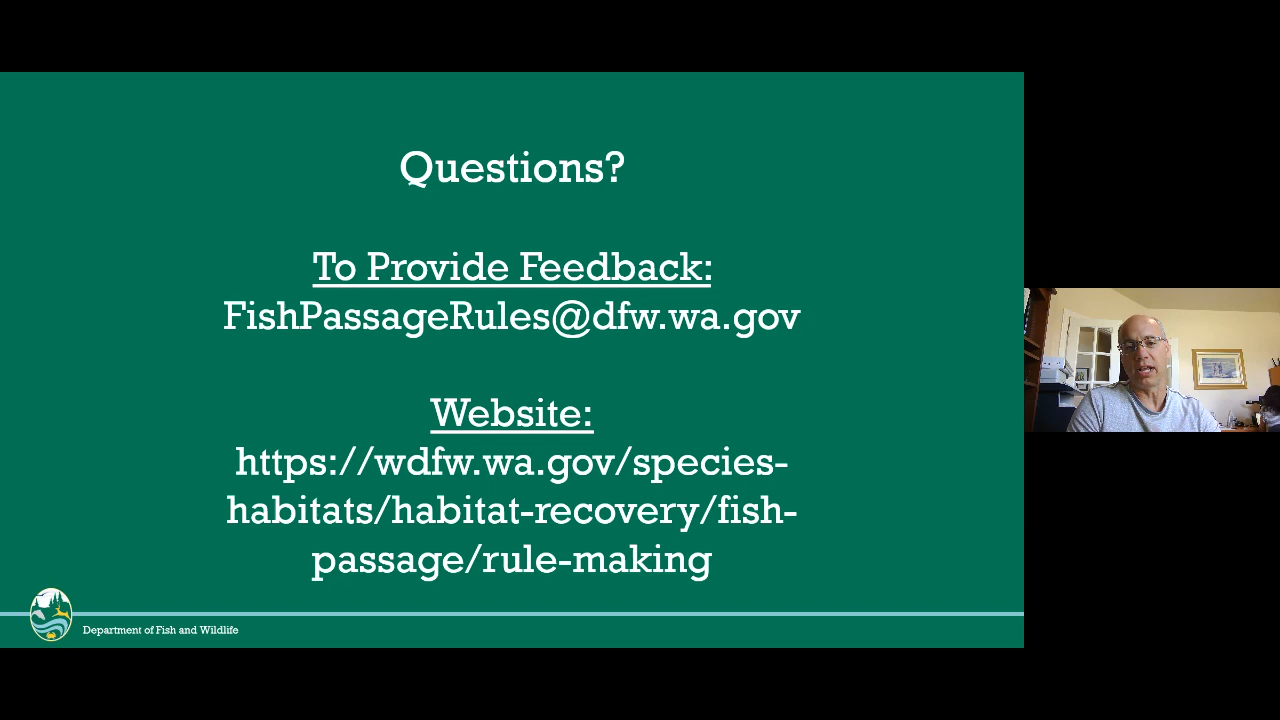 Questions?
To Provide Feedback:
FishPassageRules@dfw.wa.gov
Website:
https://wdfw.wa.gov/species-
habitats/habitat-recovery/fish-
passage/rule-making
Department of Fish and Wildlife